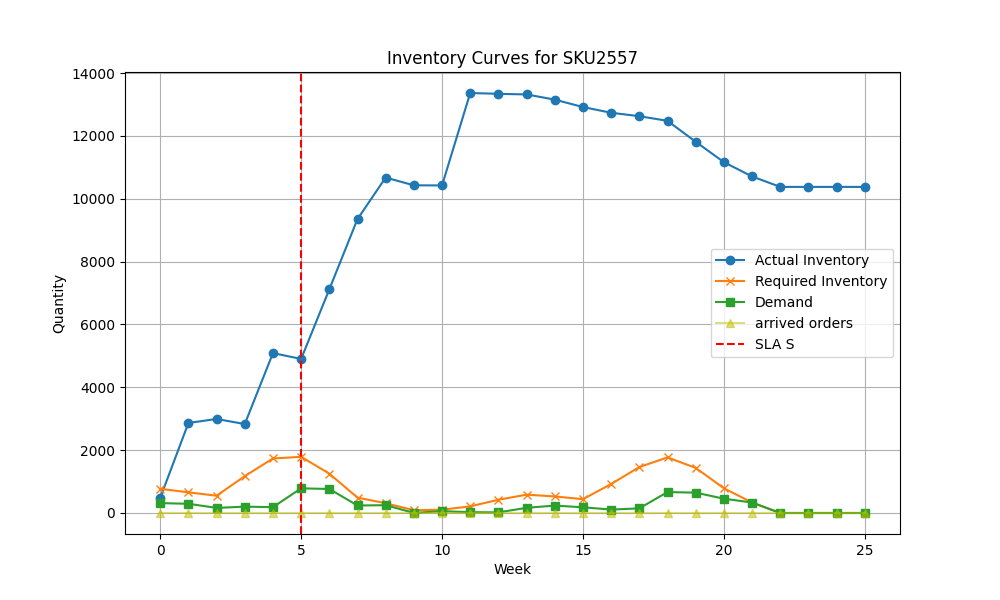 Inventory Curves for SKU2557
14000
12000
10000
8000
6000
4000
2000
0
Quantity
Actual Inventory
Required Inventory
Demand
arrived orders
SLA S
0 5 10 15 20 25
Week